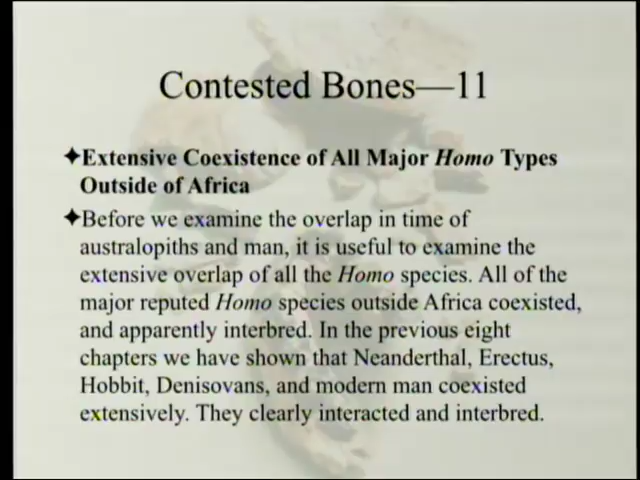 Contested Bones—11
✦Extensive Coexistence of All Major Homo Types
Outside of Africa
✦Before we examine the overlap in time of
australopiths and man, it is useful to examine the
extensive overlap of all the Homo species. All of the
major reputed Homo species outside Africa coexisted,
and apparently interbred. In the previous eight
chapters we have shown that Neanderthal, Erectus,
Hobbit, Denisovans, and modern man coexisted
extensively. They clearly interacted and interbred.